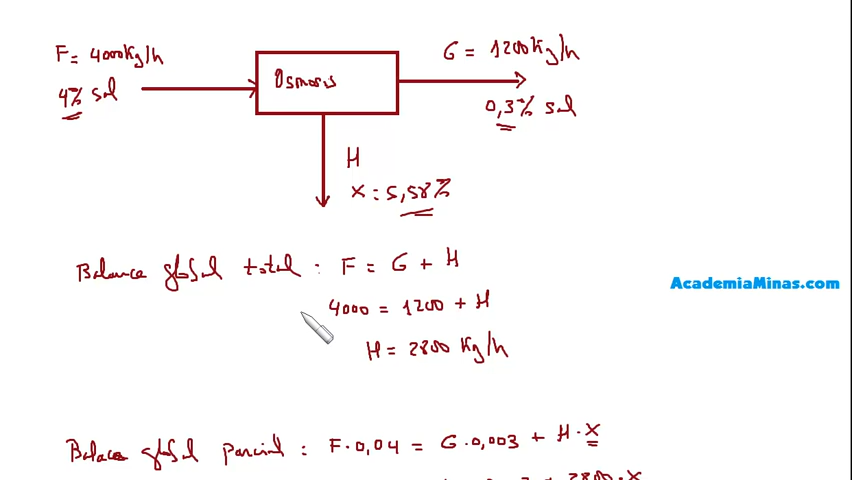 F = 4000 Kg/h
4% sal
Osmosis
G = 1200 Kg/h
0,3% sal
H
x = 5,58%
Balance global total : F = G + H
AcademiaMinas.com
4000 = 1200 + H
H = 2800 Kg/h
Balance global parcial : F·0,04 = G·0,003 + H·x
+ 2800·x